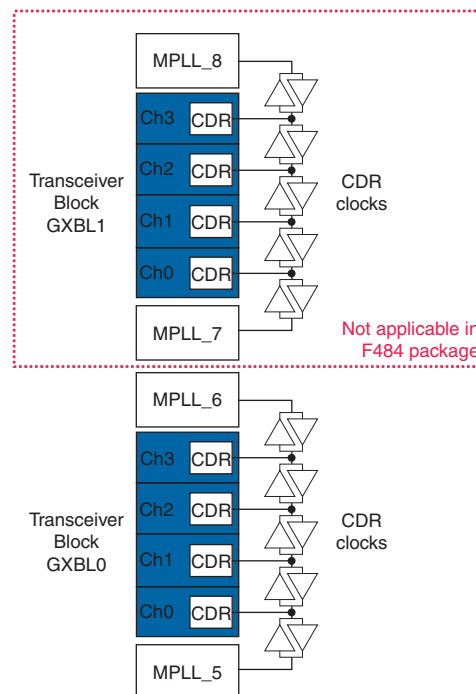 MPLL_8
Ch3 CDR
Ch2 CDR
Ch1 CDR
Ch0 CDR
Transceiver
Block
GXBL1
CDR
clocks
MPLL_7
Not applicable in
F484 package
MPLL_6
Ch3 CDR
Ch2 CDR
Ch1 CDR
Ch0 CDR
Transceiver
Block
GXBL0
CDR
clocks
MPLL_5